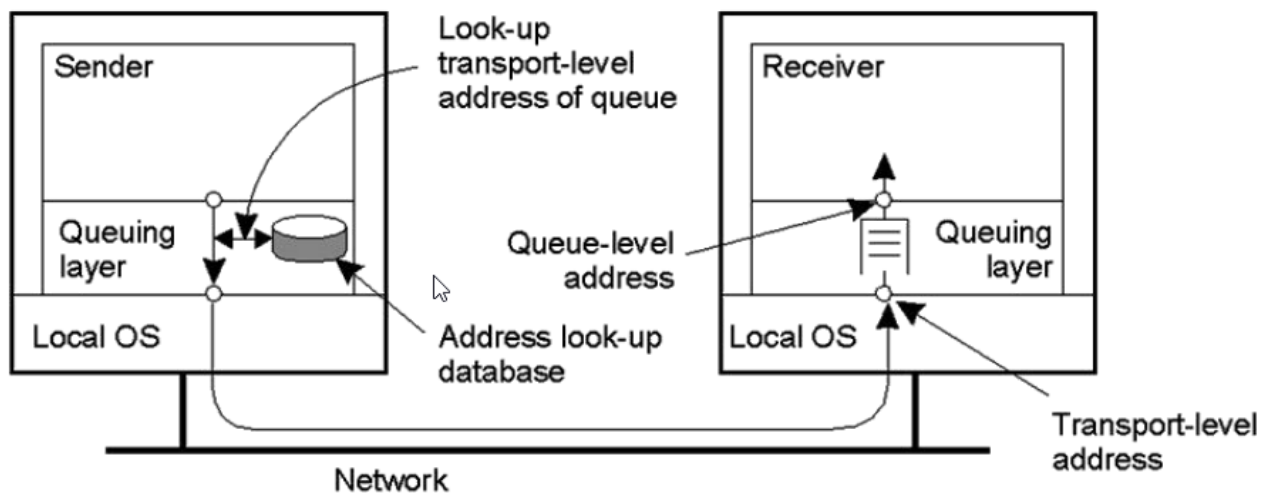 Sender
Look-up
transport-level
address of queue
Receiver
Queuing
layer
Queue-level
address
Queuing
layer
Local OS
Address look-up
database
Local OS
Transport-level
address
Network